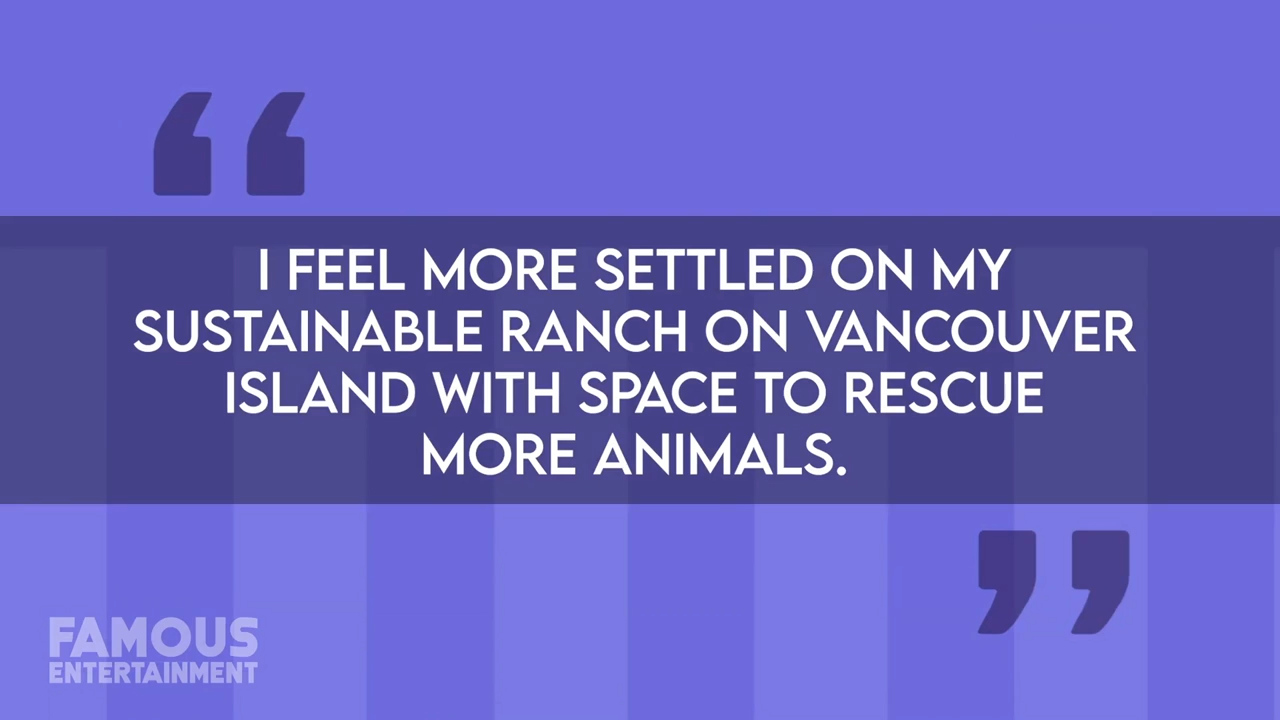 I FEEL MORE SETTLED ON MY
SUSTAINABLE RANCH ON VANCOUVER
ISLAND WITH SPACE TO RESCUE
MORE ANIMALS.
FAMOUS
ENTERTAINMENT